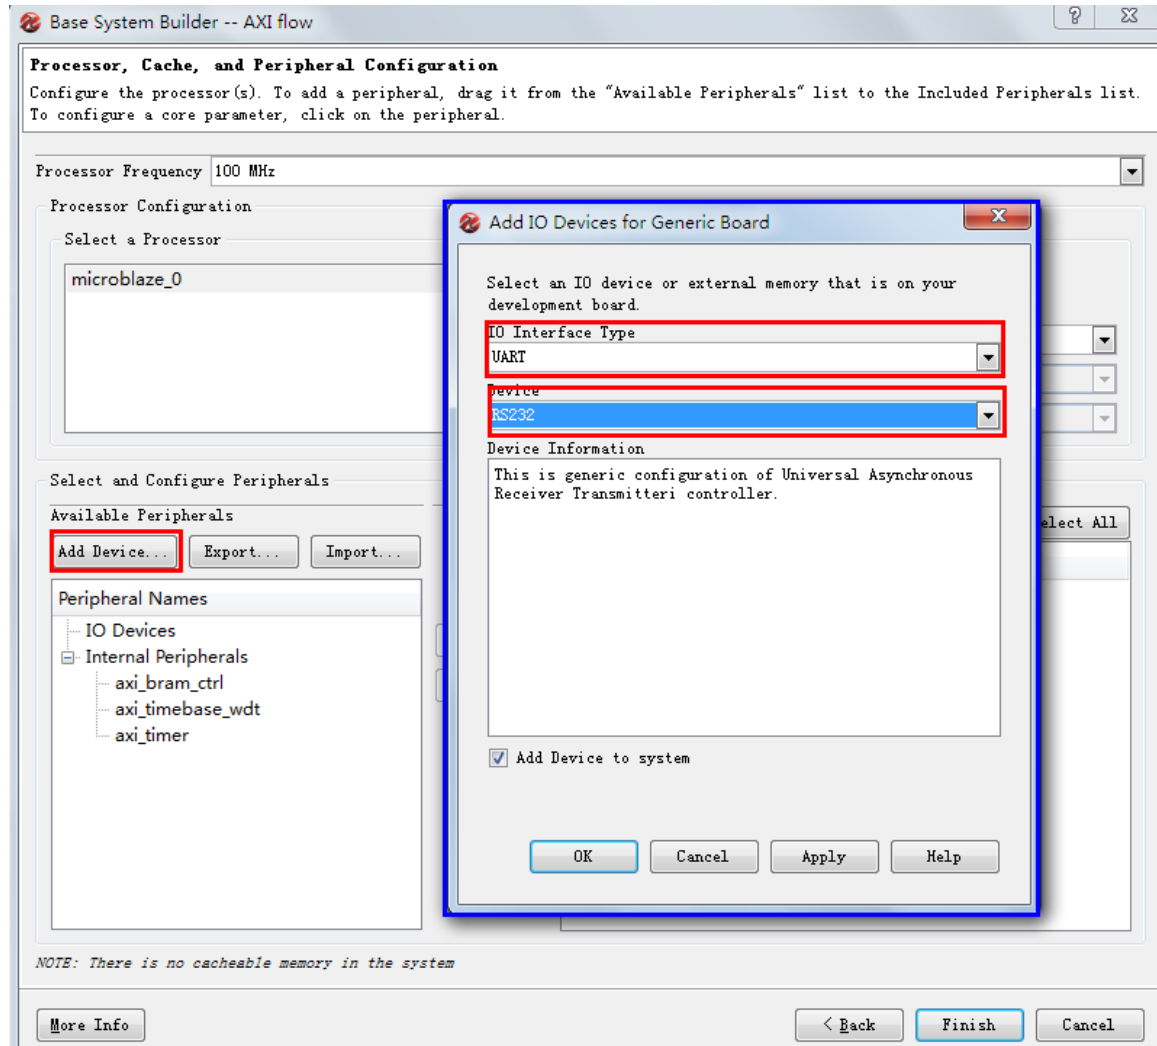 Base System Builder -- AXI flow
Processor, Cache, and Peripheral Configuration
Configure the processor(s). To add a peripheral, drag it from the "Available Peripherals" list to the Included Peripherals list.
To configure a core parameter, click on the peripheral.
Processor Frequency 100 MHz
Processor Configuration
Select a Processor
microblaze_0
Add IO Devices for Generic Board
Select an IO device or external memory that is on your
development board.
IO Interface Type
UART
Device
RS232
Device Information
This is generic configuration of Universal Asynchronous
Receiver Transmitteri controller.
Add Device to system
OK Cancel Apply Help
Select and Configure Peripherals
Available Peripherals
Add Device... Export... Import...
elect All
Peripheral Names
IO Devices
Internal Peripherals
axi_bram_ctrl
axi_timebase_wdt
axi_timer
NOTE: There is no cacheable memory in the system
More Info < Back Finish Cancel